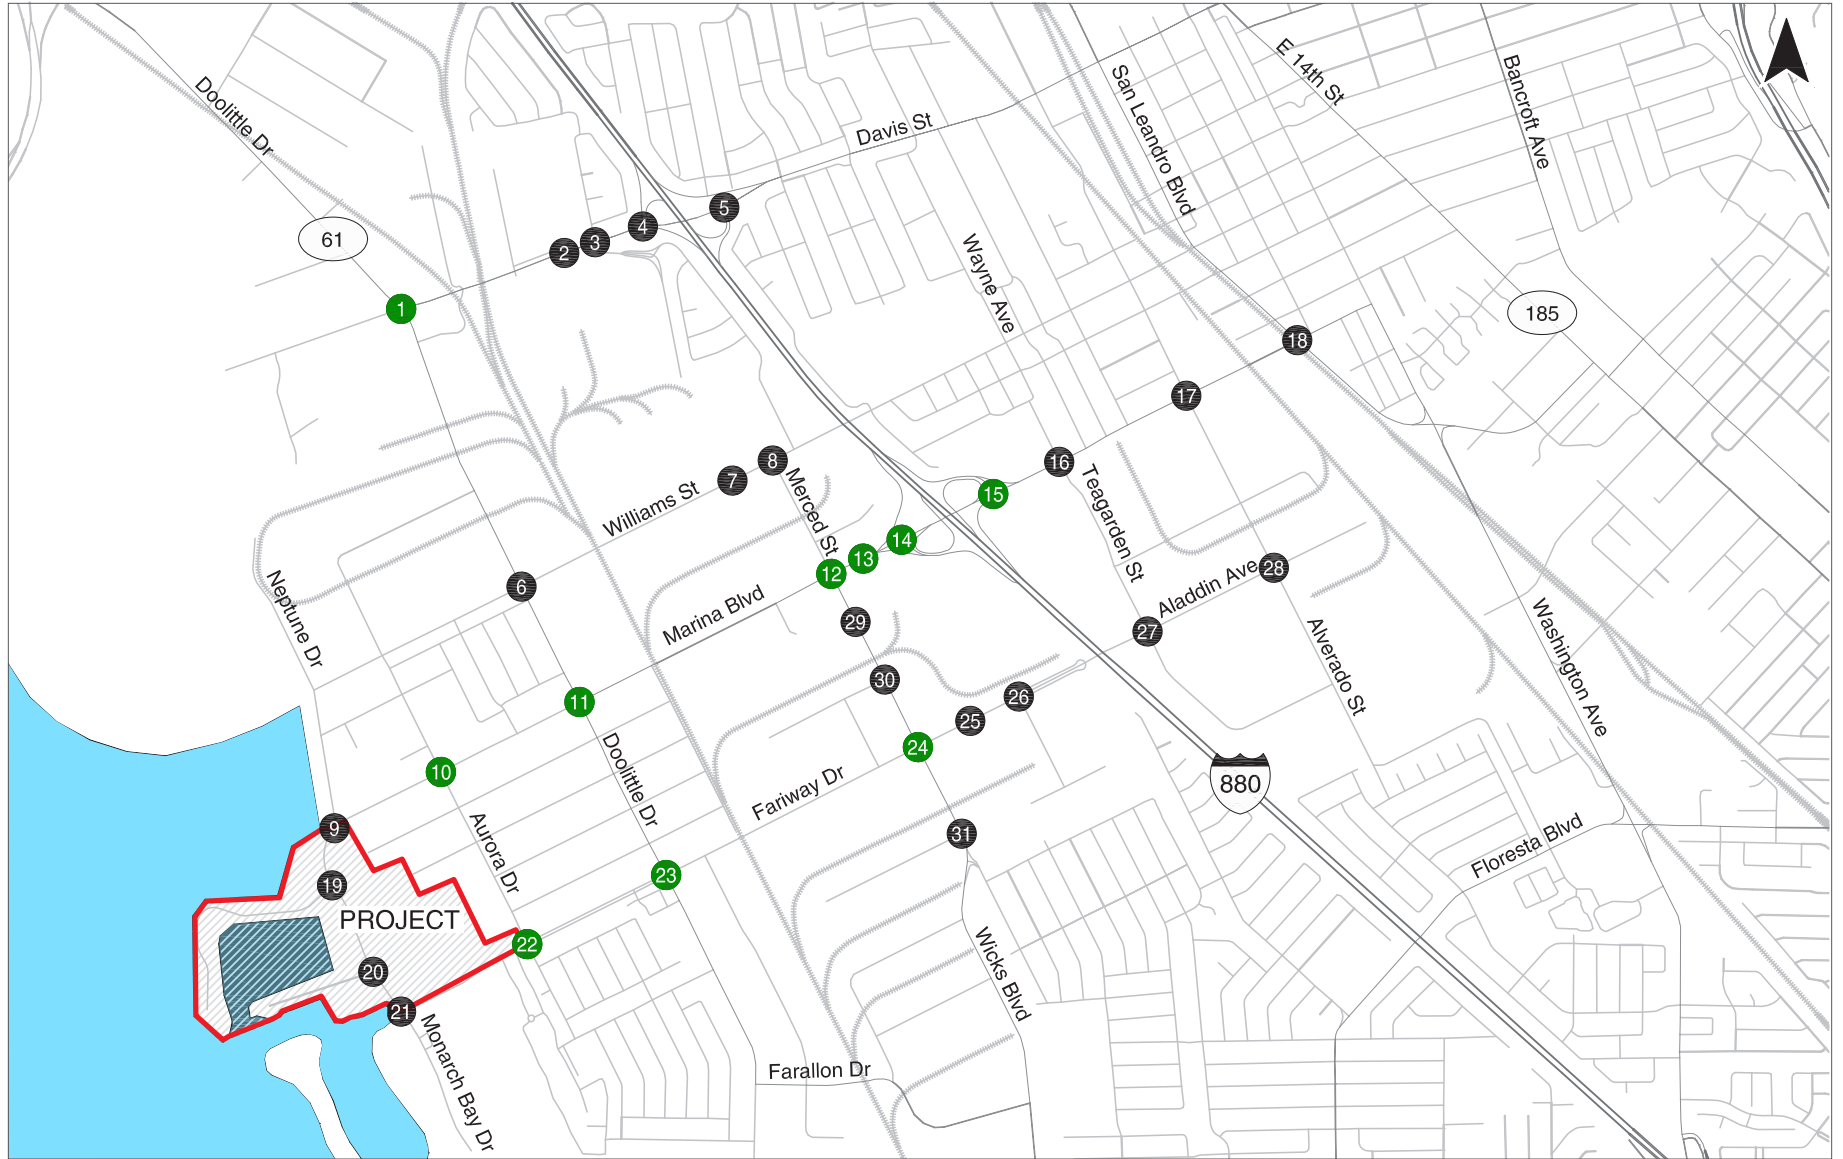 Doolittle Dr
E 14th St
San Leandro Blvd
Bancroft Ave
Davis St
61
5
4
3
2
1
Wayne Ave
185
18
17
16
15
8
7
Williams St
Merced St
Teagarden St
14
13
12
6
Neptune Dr
Marina Blvd
29
Aladdin Ave
28
27
Alverado St
Washington Ave
30
26
25
24
11
10
Doolittle Dr
Fariway Dr
880
9
Aurora Dr
31
Floresta Blvd
23
19
PROJECT
22
20
21
Wicks Blvd
Monarch Bay Dr
Farallon Dr